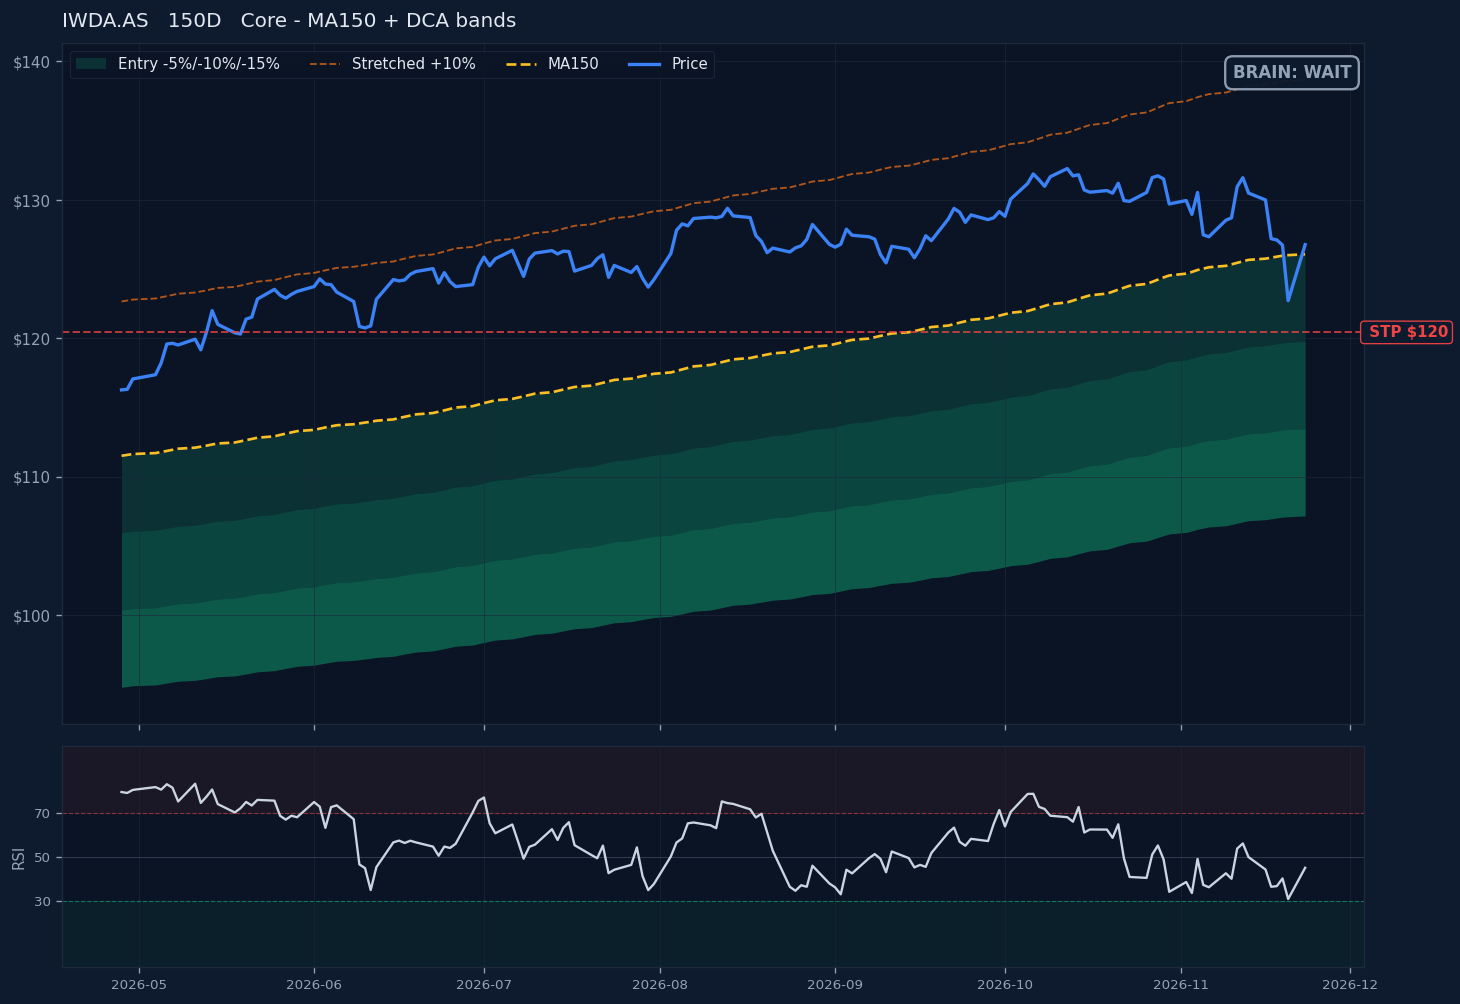 IWDA.AS 150D Core - MA150 + DCA bands
Entry -5%/-10%/-15% Stretched +10% MA150 Price
BRAIN: WAIT
$140
$130
$120
$110
$100
STP $120
RSI
70
50
30
2026-05 2026-06 2026-07 2026-08 2026-09 2026-10 2026-11 2026-12